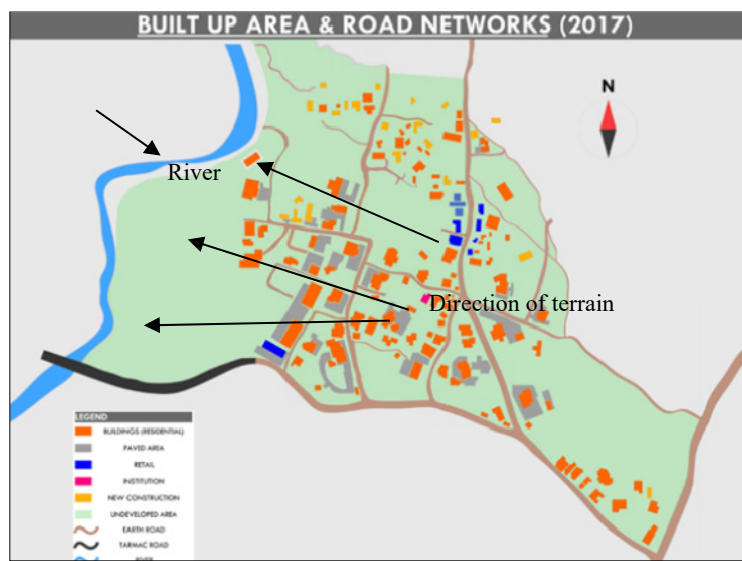 BUILT UP AREA & ROAD NETWORKS (2017)
N
River
Direction of terrain
LEGEND
BUILDINGS (RESIDENTIAL)
PAVED AREA
RETAIL
INSTITUTION
NEW CONSTRUCTION
UNDEVELOPED AREA
EARTH ROAD
TARMAC ROAD
RIVER